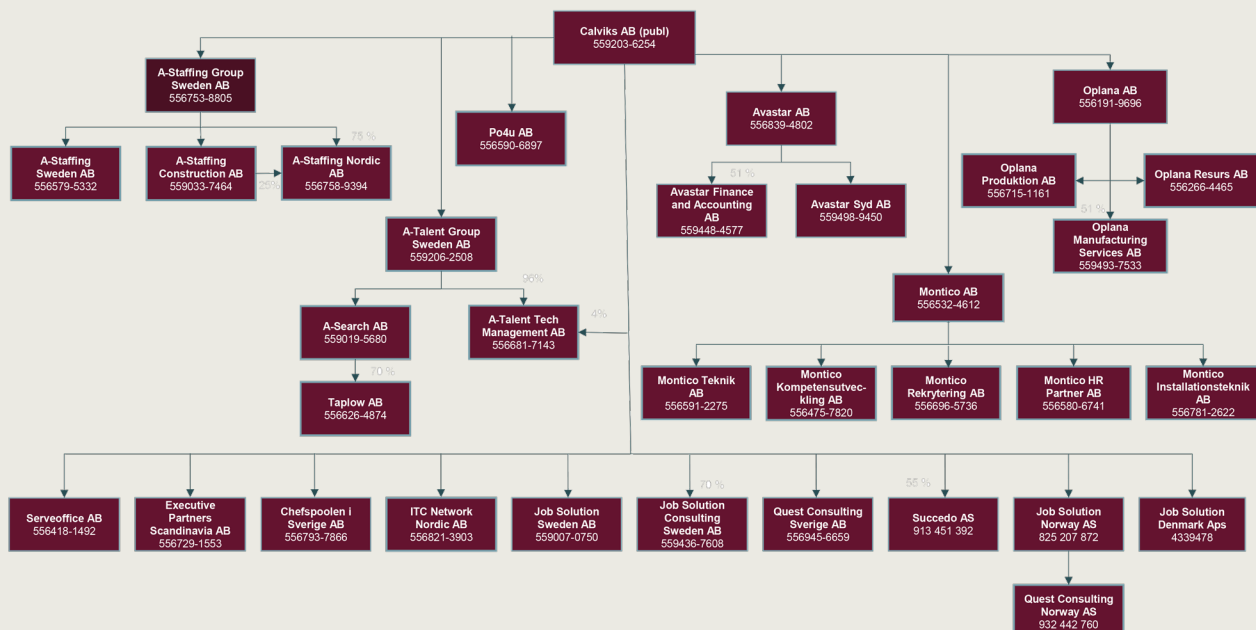 Calviks AB (publ)
559203-6254
A-Staffing Group
Sweden AB
556753-8805
75 %
A-Staffing
Sweden AB
556579-5332
A-Staffing
Construction AB
559033-7464
25%
A-Staffing Nordic
AB
556758-9394
Po4u AB
556590-6897
A-Talent Group
Sweden AB
559206-2508
96%
A-Search AB
559019-5680
A-Talent Tech
Management AB
556681-7143
4%
70 %
Taplow AB
556626-4874
Avastar AB
556839-4802
51 %
Avastar Finance
and Accounting
AB
559448-4577
Avastar Syd AB
559498-9450
Oplana AB
556191-9696
Oplana
Produktion AB
556715-1161
Oplana Resurs AB
556266-4465
51 %
Oplana
Manufacturing
Services AB
559493-7533
Montico AB
556532-4612
Montico Teknik
AB
556591-2275
Montico
Kompetensutvec-
kling AB
556475-7820
Montico
Rekrytering AB
556696-5736
Montico HR
Partner AB
556580-6741
Montico
Installationsteknik
AB
556781-2622
Serveoffice AB
556418-1492
Executive
Partners
Scandinavia AB
556729-1553
Chefspoolen i
Sverige AB
556793-7866
ITC Network
Nordic AB
556821-3903
Job Solution
Sweden AB
559007-0750
70 %
Job Solution
Consulting
Sweden AB
559436-7608
Quest Consulting
Sverige AB
556945-6659
55 %
Succedo AS
913 451 392
Job Solution
Norway AS
825 207 872
Job Solution
Denmark Aps
4339478
Quest Consulting
Norway AS
932 442 760